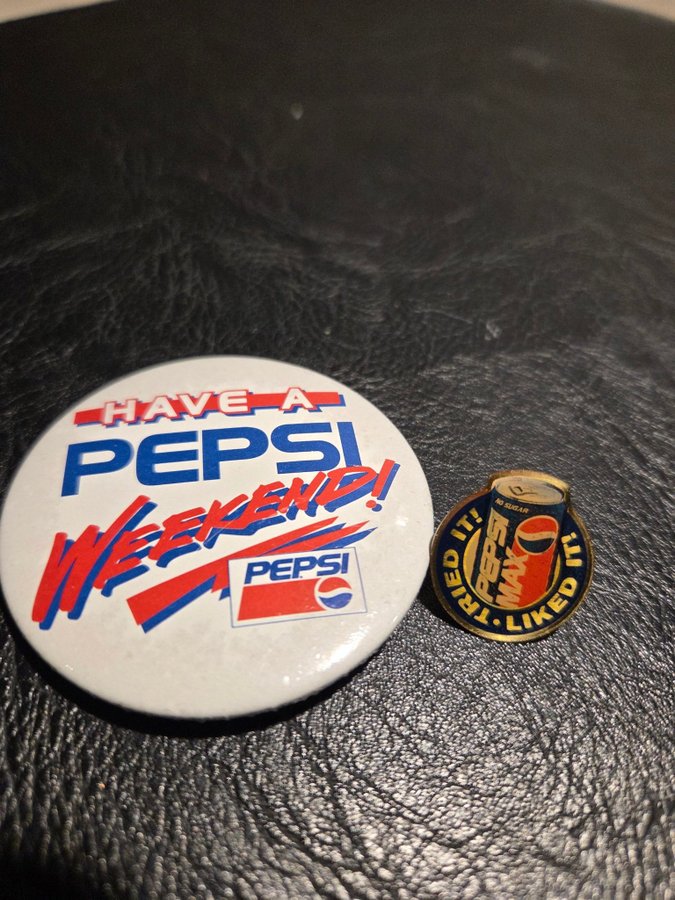 HAVE A
PEPSI
WEEKEND!
PEPSI
NO SUGAR
PEPSI
MAX
TRIED IT! · LIKED IT!